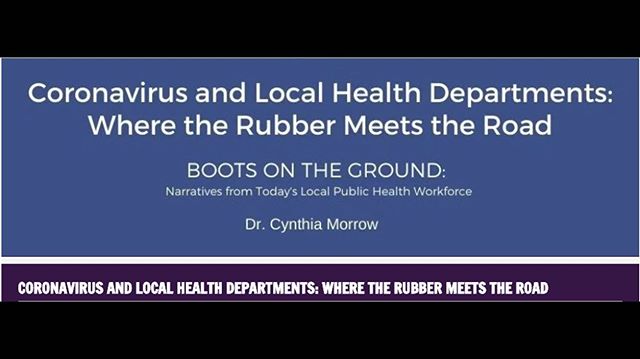 Coronavirus and Local Health Departments:
Where the Rubber Meets the Road
BOOTS ON THE GROUND:
Narratives from Today's Local Public Health Workforce
Dr. Cynthia Morrow
CORONAVIRUS AND LOCAL HEALTH DEPARTMENTS: WHERE THE RUBBER MEETS THE ROAD